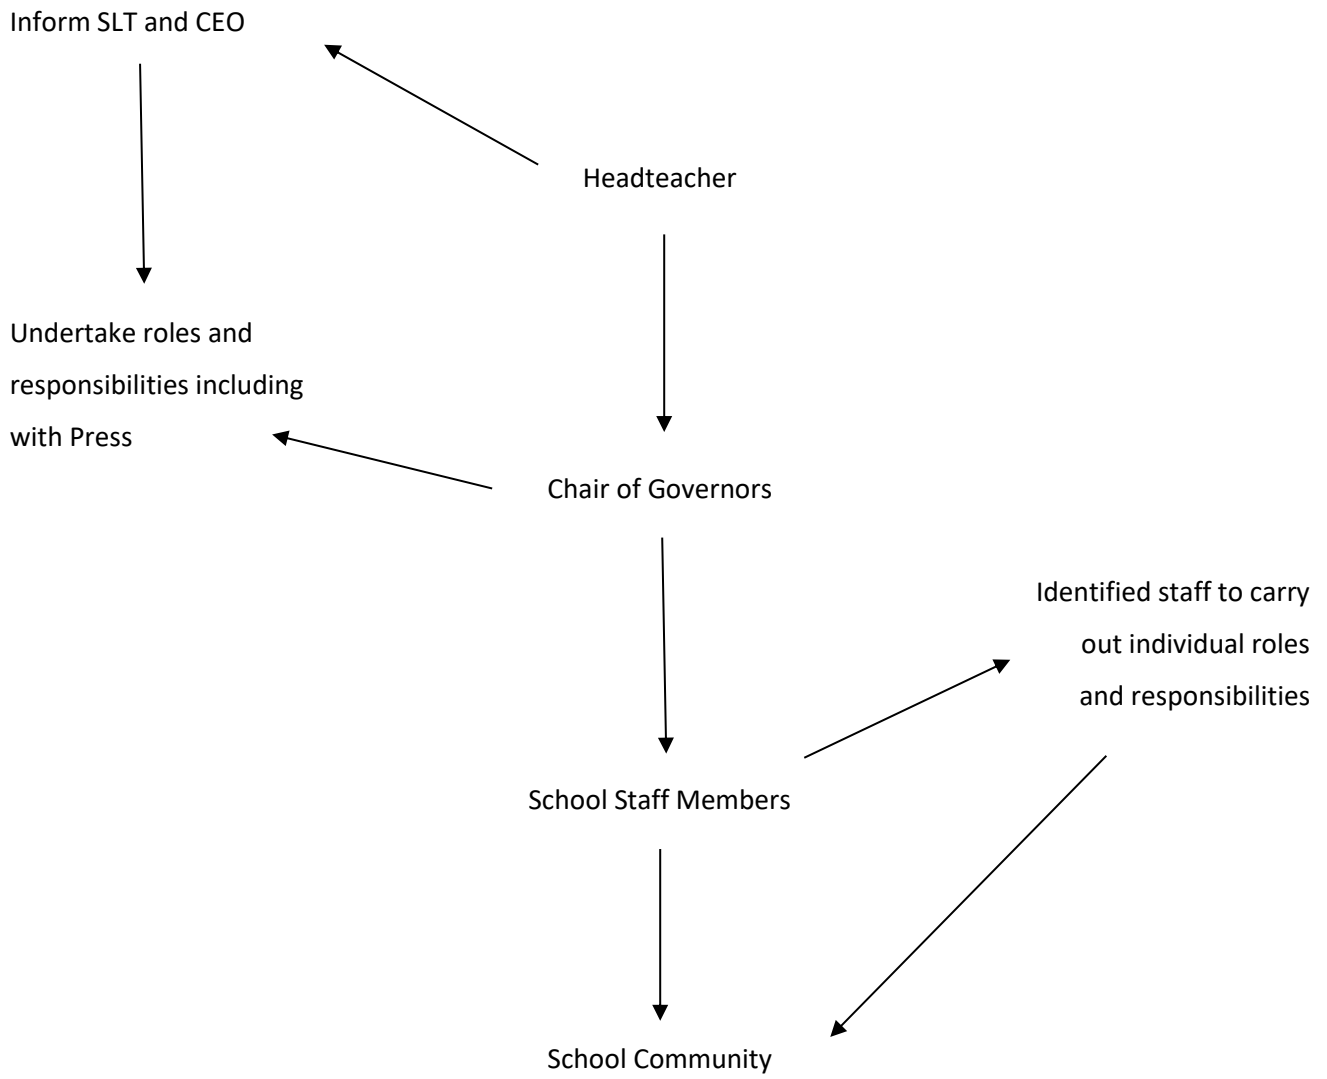 Inform SLT and CEO
Headteacher
Undertake roles and
responsibilities including
with Press
Chair of Governors
Identified staff to carry
out individual roles
and responsibilities
School Staff Members
School Community